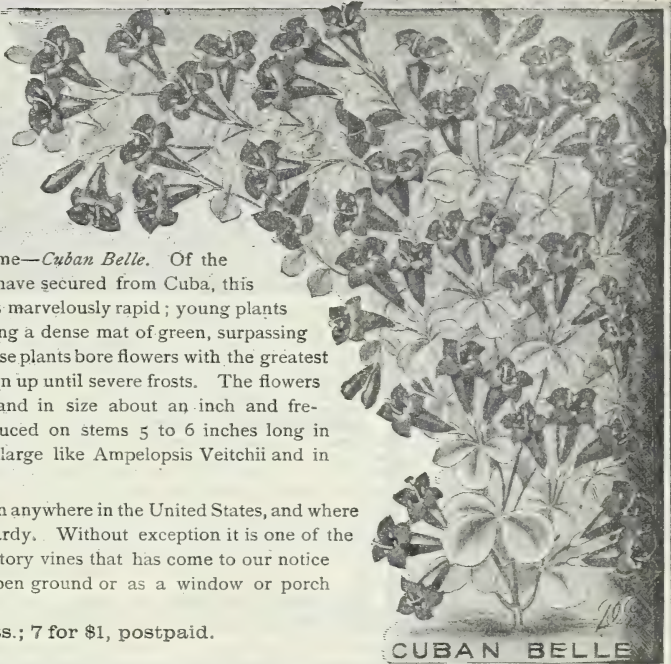 me—Cuban Belle. Of the
have secured from Cuba, this
s marvelously rapid; young plants
ng a dense mat of green, surpassing
se plants bore flowers with the greatest
n up until severe frosts. The flowers
and in size about an inch and fre-
uced on stems 5 to 6 inches long in
large like Ampelopsis Veitchii and in
n anywhere in the United States, and where
rdy. Without exception it is one of the
tory vines that has come to our notice
pen ground or as a window or porch
s.; 7 for $1, postpaid.
CUBAN BELLE